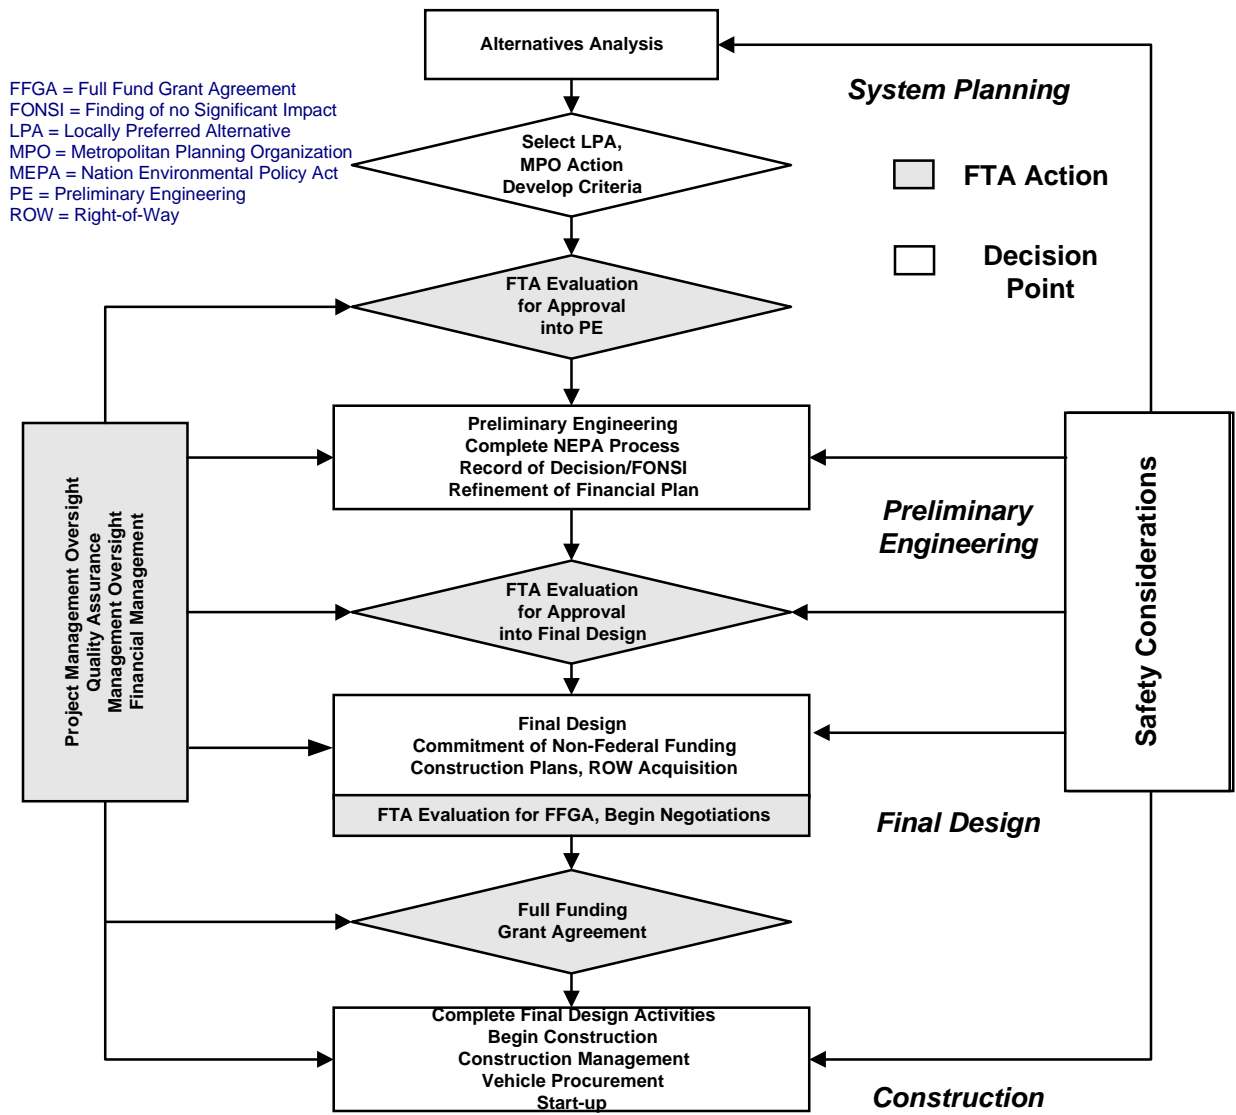 Alternatives Analysis
FFGA = Full Fund Grant Agreement
FONSI = Finding of no Significant Impact
LPA = Locally Preferred Alternative
MPO = Metropolitan Planning Organization
MEPA = Nation Environmental Policy Act
PE = Preliminary Engineering
ROW = Right-of-Way
System Planning
Select LPA,
MPO Action
Develop Criteria
FTA Action
Decision
Point
FTA Evaluation
for Approval
into PE
Preliminary Engineering
Complete NEPA Process
Record of Decision/FONSI
Refinement of Financial Plan
Project Management Oversight
Quality Assurance
Management Oversight
Financial Management
Safety Considerations
Preliminary
Engineering
FTA Evaluation
for Approval
into Final Design
Final Design
Commitment of Non-Federal Funding
Construction Plans, ROW Acquisition
FTA Evaluation for FFGA, Begin Negotiations
Final Design
Full Funding
Grant Agreement
Complete Final Design Activities
Begin Construction
Construction Management
Vehicle Procurement
Start-up
Construction